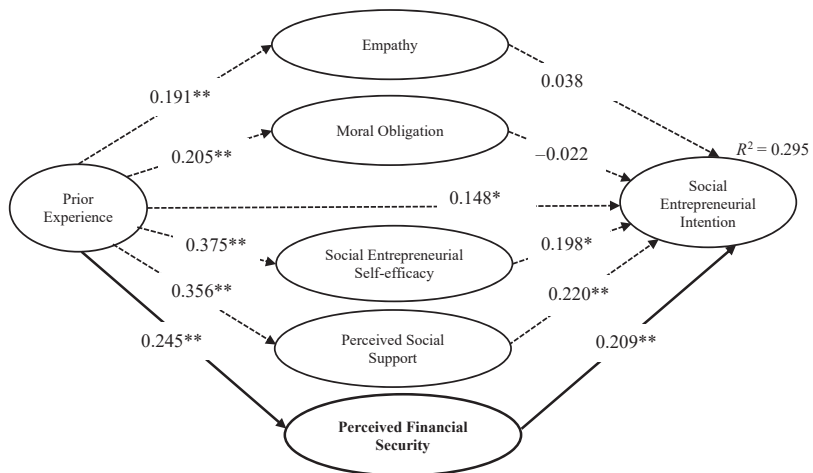 Empathy
0.191**
0.038
Moral Obligation
0.205**
–0.022
R² = 0.295
Prior
Experience
0.148*
Social
Entrepreneurial
Intention
0.375**
Social Entrepreneurial
Self-efficacy
0.198*
0.356**
0.220**
0.245**
Perceived Social
Support
0.209**
Perceived Financial
Security